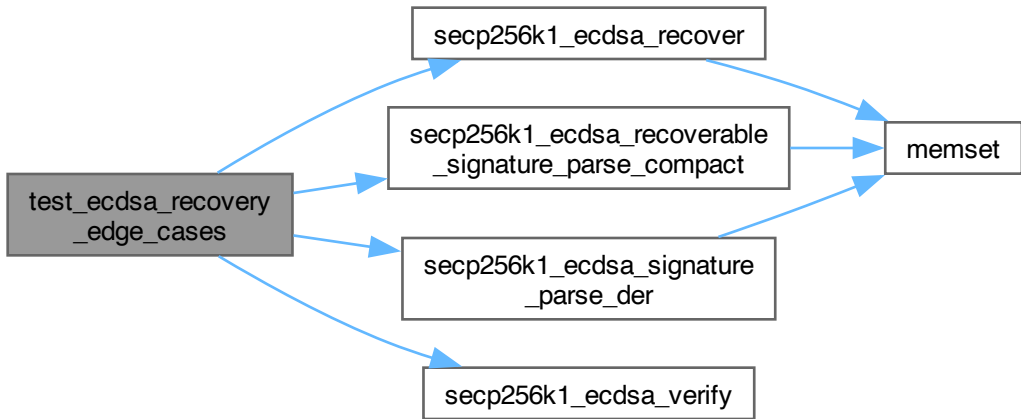 test_ecdsa_recovery
_edge_cases
secp256k1_ecdsa_recover
secp256k1_ecdsa_recoverable
_signature_parse_compact
secp256k1_ecdsa_signature
_parse_der
secp256k1_ecdsa_verify
memset